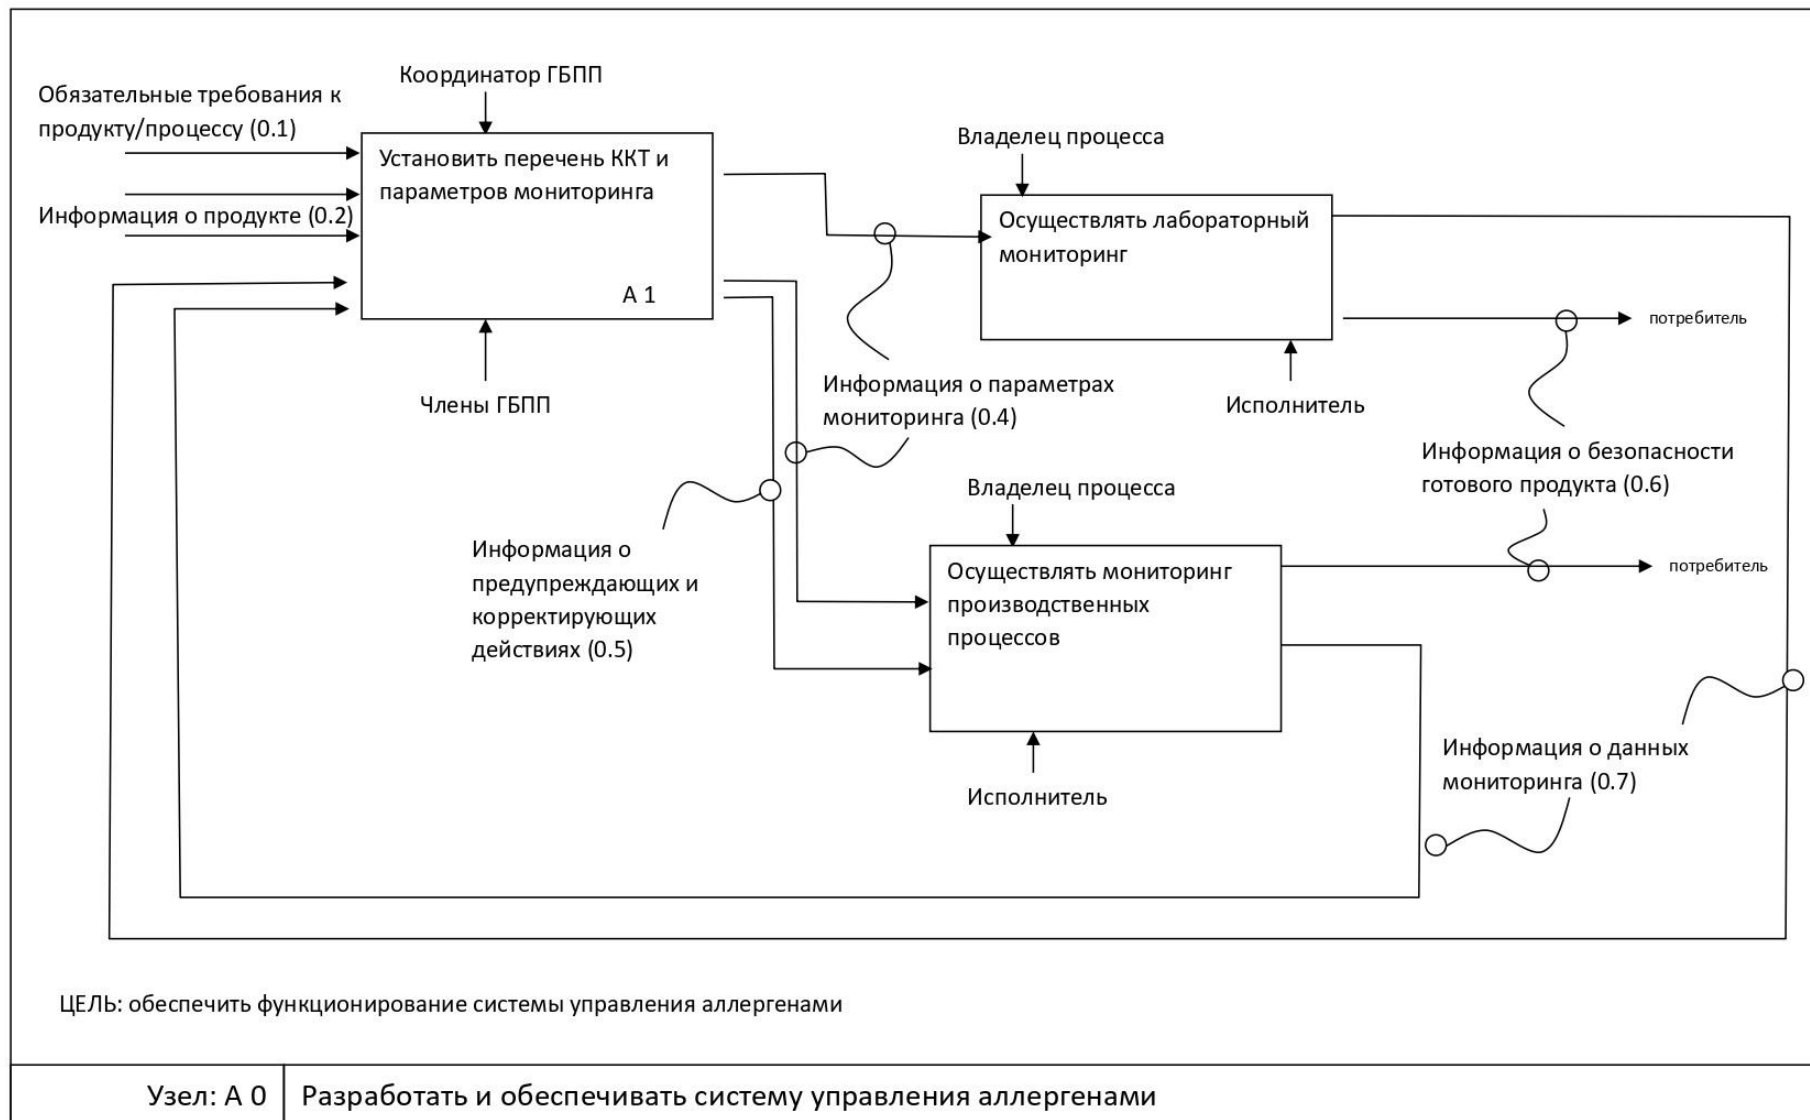 Координатор ГБПП
Обязательные требования к
продукту/процессу (0.1)
Информация о продукте (0.2)
Установить перечень ККТ и
параметров мониторинга
А 1
Члены ГБПП
Владелец процесса
Осуществлять лабораторный
мониторинг
потребитель
Исполнитель
Информация о параметрах
мониторинга (0.4)
Информация о безопасности
готового продукта (0.6)
Владелец процесса
Информация о
предупреждающих и
корректирующих
действиях (0.5)
Осуществлять мониторинг
производственных
процессов
потребитель
Исполнитель
Информация о данных
мониторинга (0.7)
ЦЕЛЬ: обеспечить функционирование системы управления аллергенами
Узел: А 0
Разработать и обеспечивать систему управления аллергенами